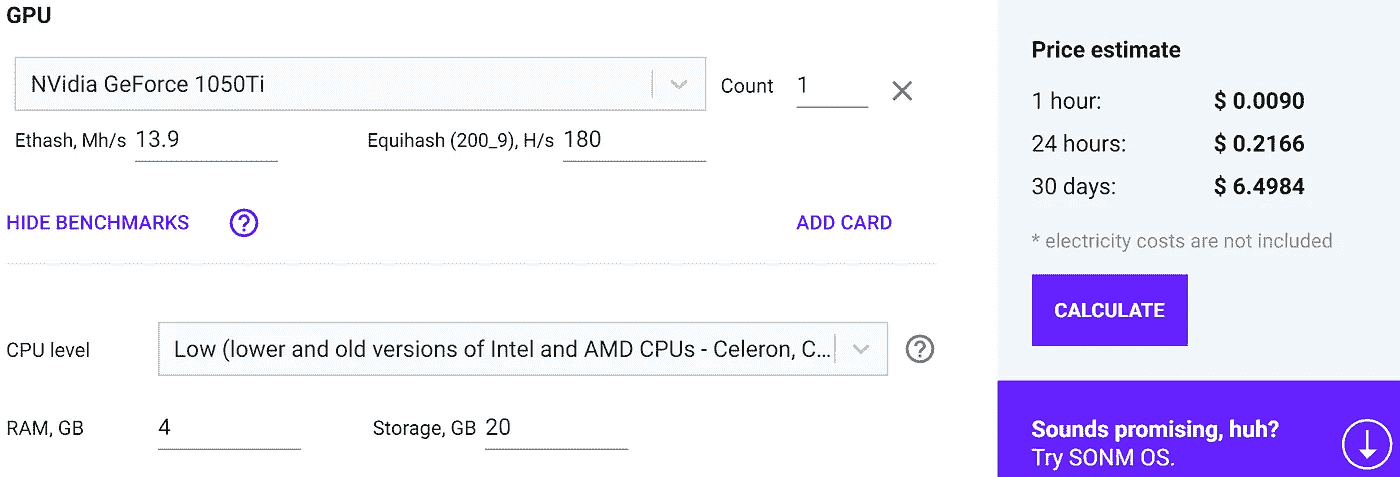 GPU
NVidia GeForce 1050Ti
Count 1
Ethash, Mh/s 13.9 Equihash (200_9), H/s 180
HIDE BENCHMARKS ? ADD CARD
CPU level Low (lower and old versions of Intel and AMD CPUs - Celeron, C... ?
RAM, GB 4 Storage, GB 20
Price estimate
1 hour: $ 0.0090
24 hours: $ 0.2166
30 days: $ 6.4984
* electricity costs are not included
CALCULATE
Sounds promising, huh?
Try SONM OS.